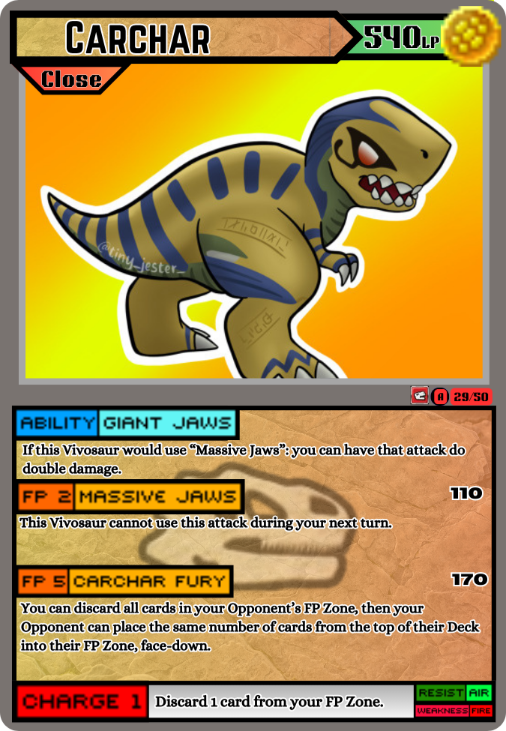 CARCHAR
540LP
Close
@tiny_jester_
A 29/50
ABILITY GIANT JAWS
If this Vivosaur would use “Massive Jaws”: you can have that attack do
double damage.
FP 2 MASSIVE JAWS 110
This Vivosaur cannot use this attack during your next turn.
FP 5 CARCHAR FURY 170
You can discard all cards in your Opponent’s FP Zone, then your
Opponent can place the same number of cards from the top of their Deck
into their FP Zone, face-down.
CHARGE 1 Discard 1 card from your FP Zone.
RESIST AIR
WEAKNESS FIRE